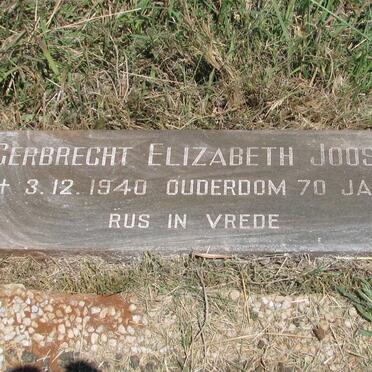 GERBRECHT ELIZABETH JOOS
† 3.12.1940 OUDERDOM 70 JA
RUS IN VREDE